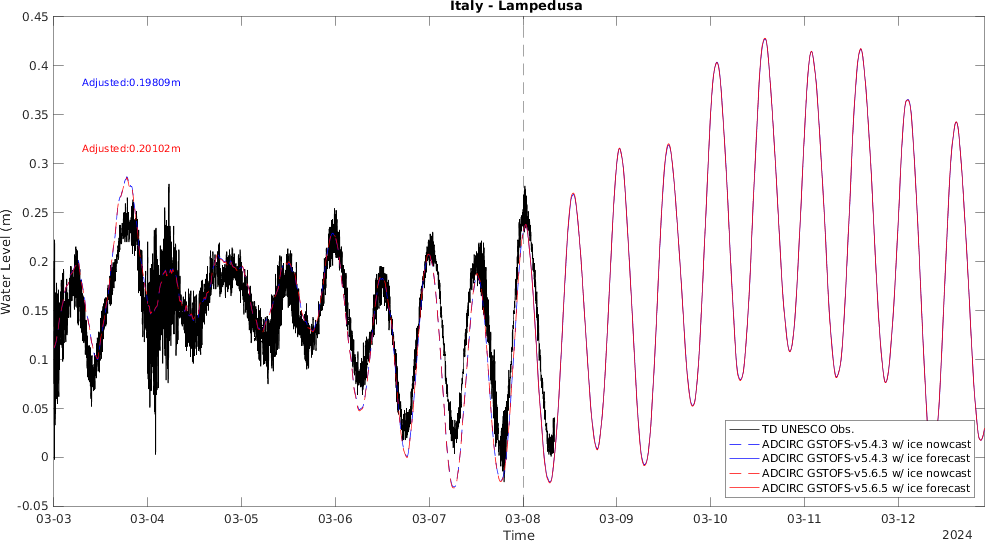 Italy - Lampedusa
0.45
0.4
0.35
0.3
0.25
0.2
0.15
0.1
0.05
0
-0.05
Water Level (m)
Adjusted:0.19809m
Adjusted:0.20102m
TD UNESCO Obs.
ADCIRC GSTOFS-v5.4.3 w/ ice nowcast
ADCIRC GSTOFS-v5.4.3 w/ ice forecast
ADCIRC GSTOFS-v5.6.5 w/ ice nowcast
ADCIRC GSTOFS-v5.6.5 w/ ice forecast
03-03 03-04 03-05 03-06 03-07 03-08 03-09 03-10 03-11 03-12
Time
2024